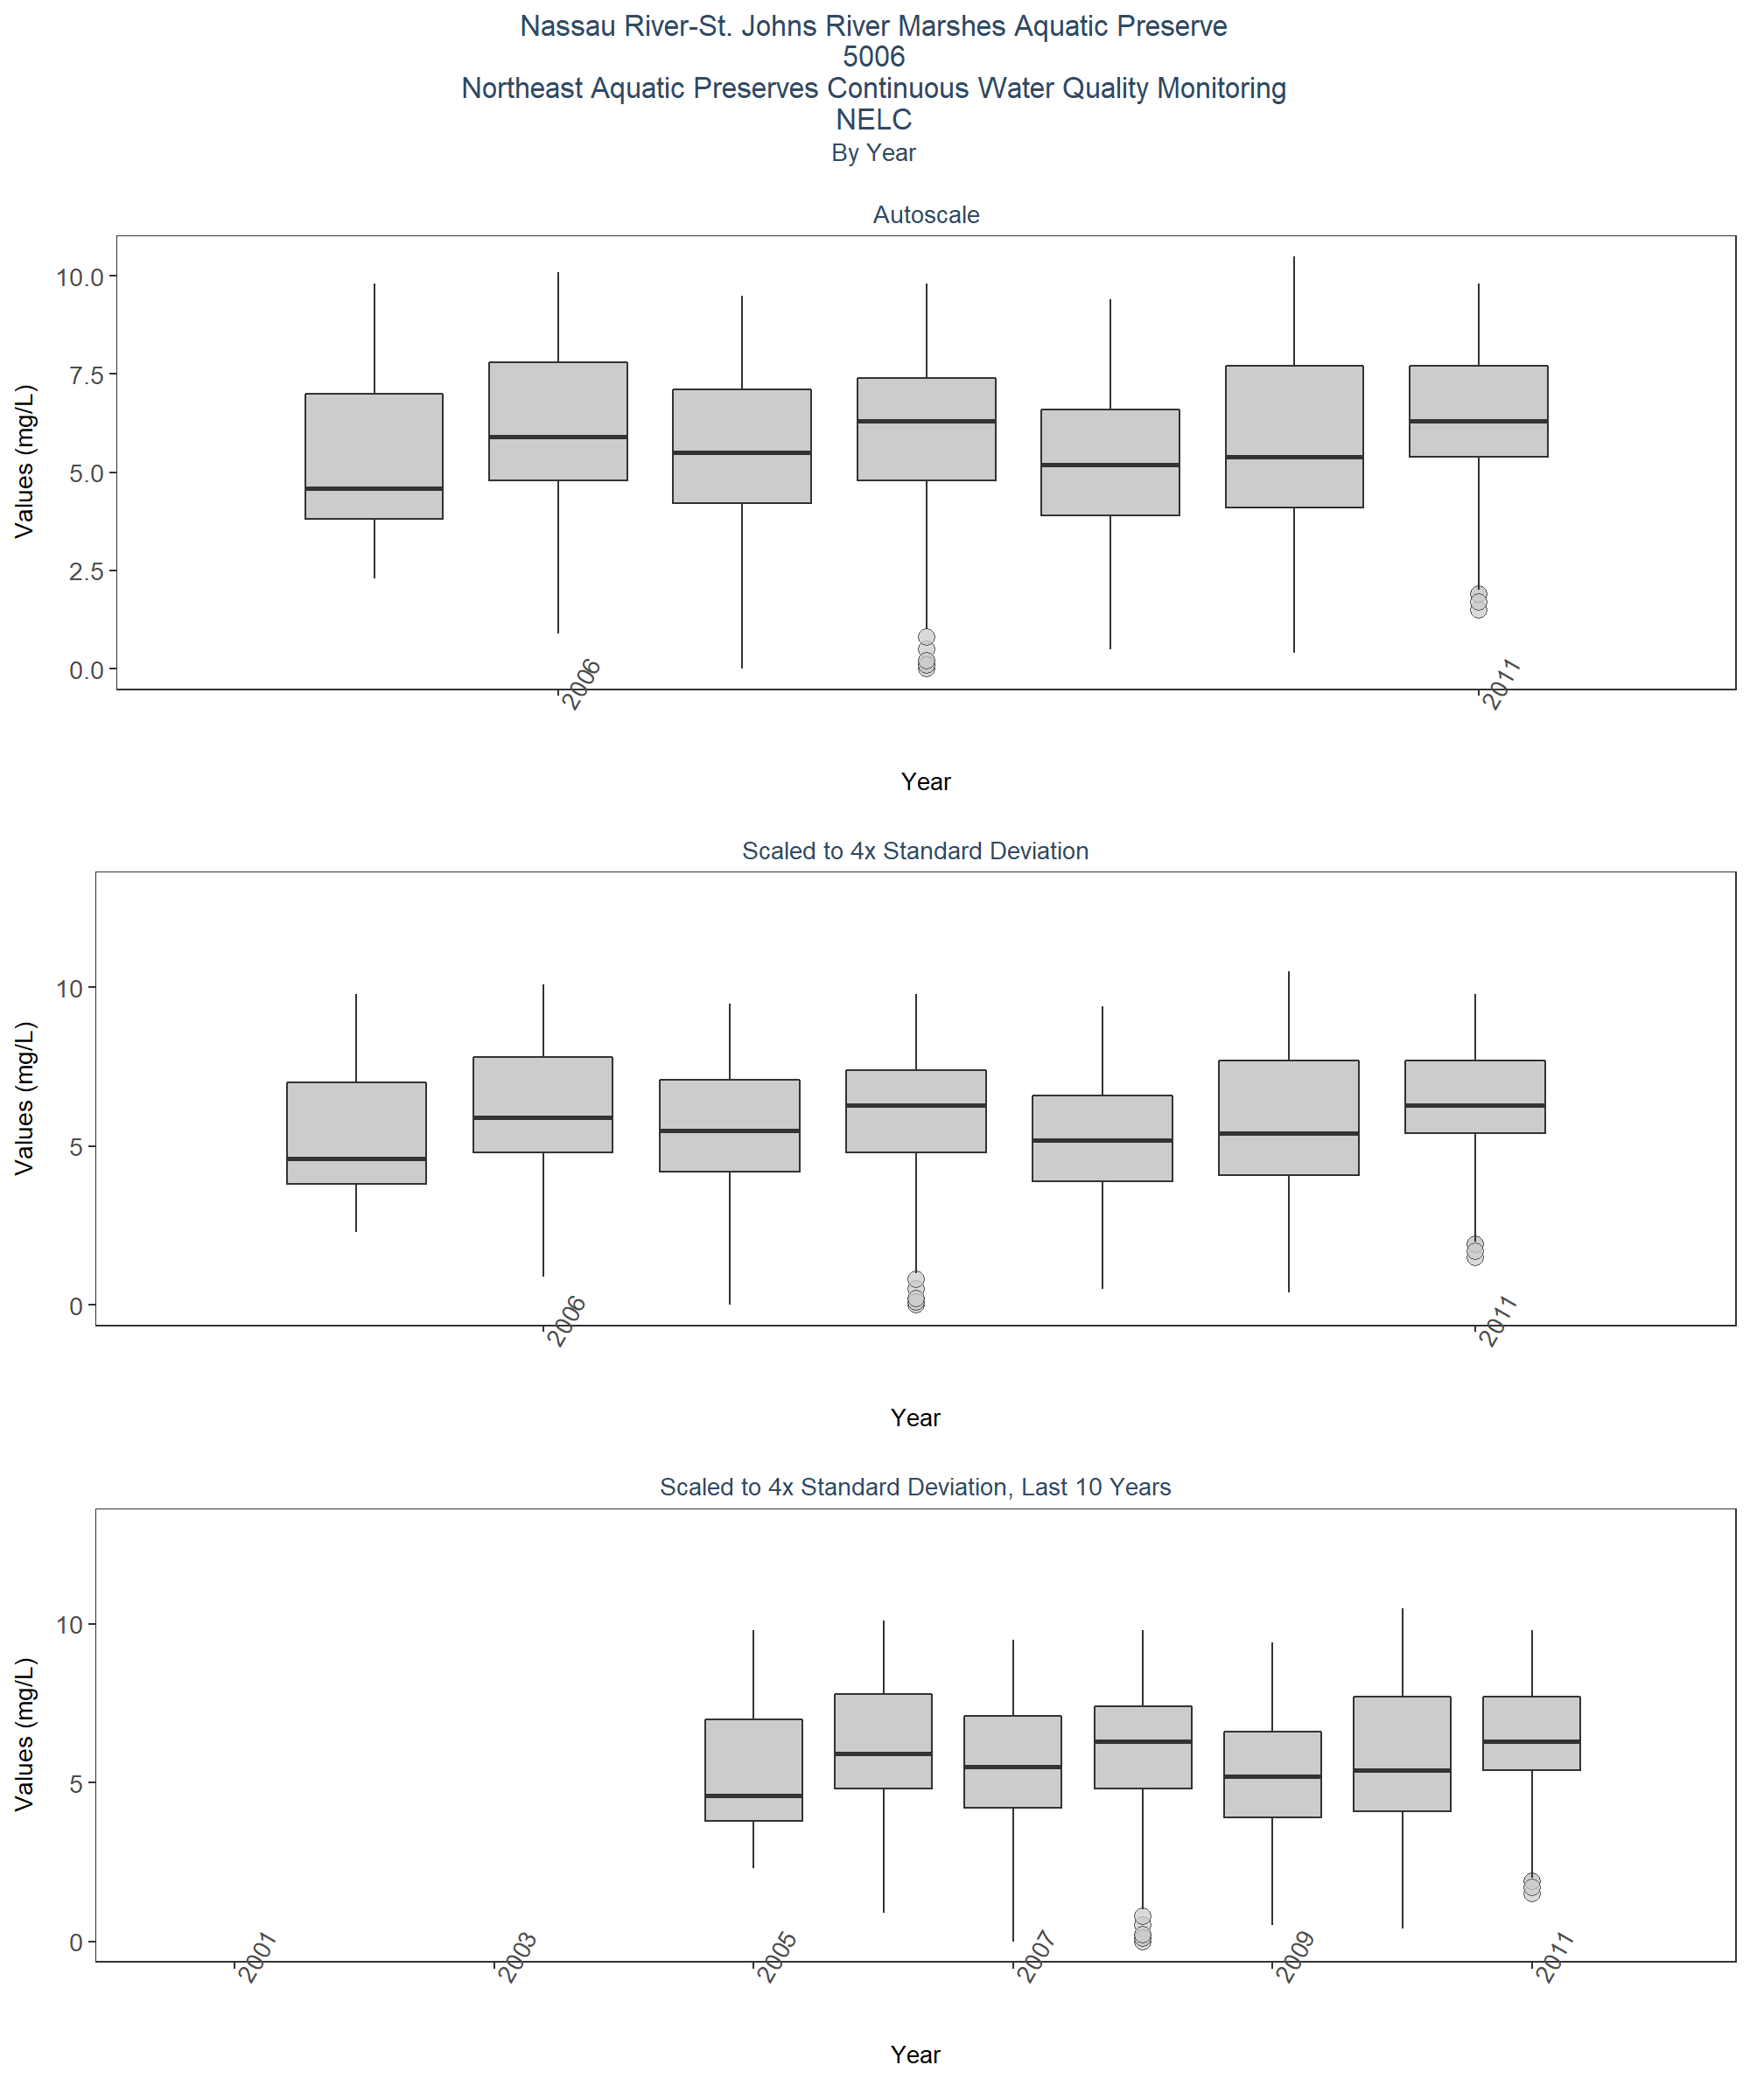 Nassau River-St. Johns River Marshes Aquatic Preserve
5006
Northeast Aquatic Preserves Continuous Water Quality Monitoring
NELC
By Year
Autoscale
Values (mg/L)
10.0
7.5
5.0
2.5
0.0
2006
2011
Year
Scaled to 4x Standard Deviation
Values (mg/L)
10
5
0
2006
2011
Year
Scaled to 4x Standard Deviation, Last 10 Years
Values (mg/L)
10
5
0
2001
2003
2005
2007
2009
2011
Year